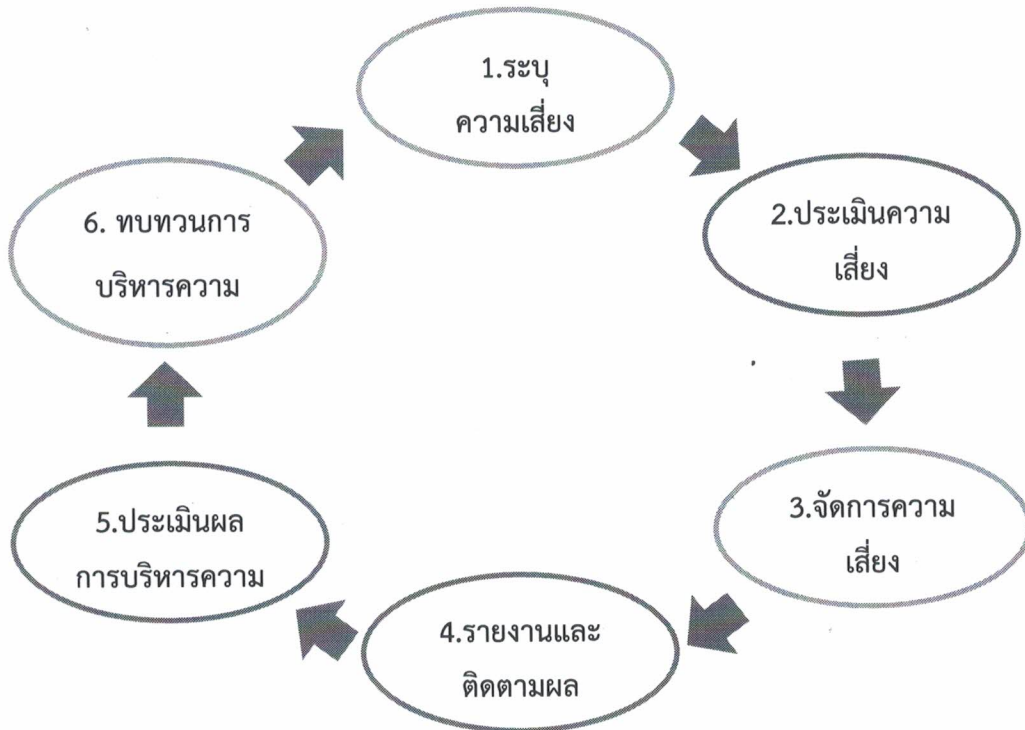 1.ระบุ
ความเสี่ยง
2.ประเมินความ
เสี่ยง
3.จัดการความ
เสี่ยง
4.รายงานและ
ติดตามผล
5.ประเมินผล
การบริหารความ
6. ทบทวนการ
บริหารความ